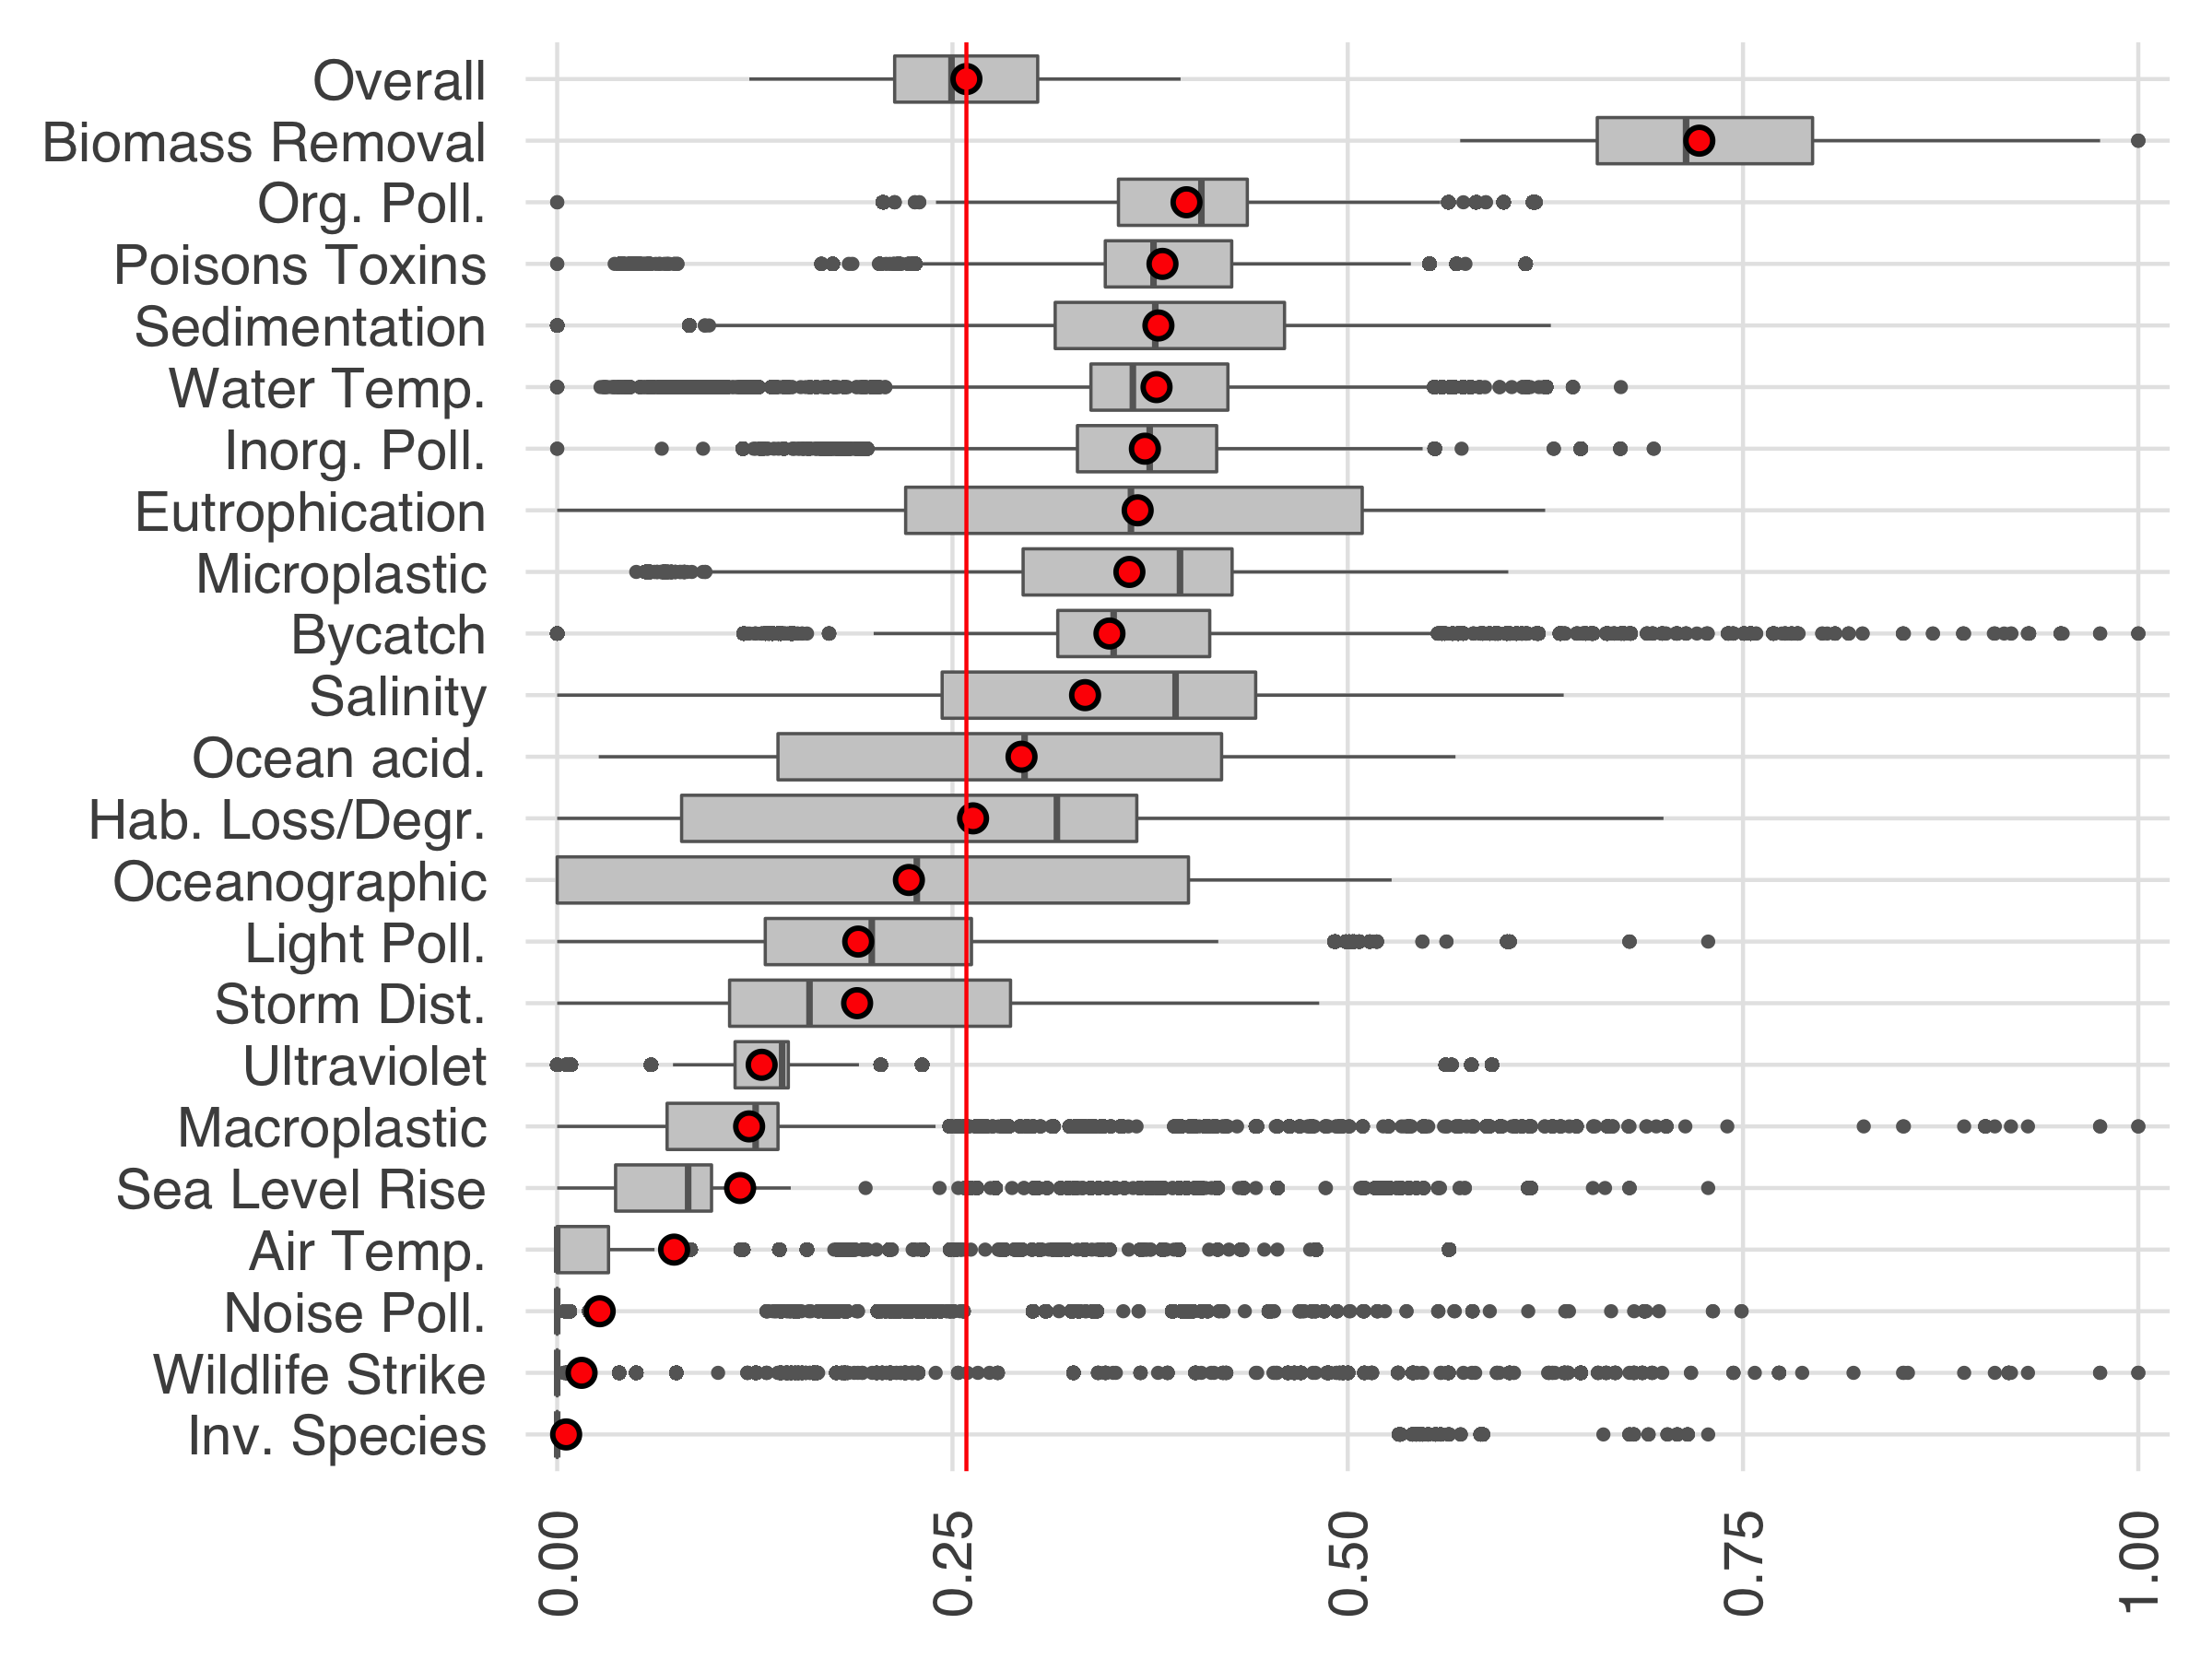 Overall
Biomass Removal
Org. Poll.
Poisons Toxins
Sedimentation
Water Temp.
Inorg. Poll.
Eutrophication
Microplastic
Bycatch
Salinity
Ocean acid.
Hab. Loss/Degr.
Oceanographic
Light Poll.
Storm Dist.
Ultraviolet
Macroplastic
Sea Level Rise
Air Temp.
Noise Poll.
Wildlife Strike
Inv. Species
0.00
0.25
0.50
0.75
1.00